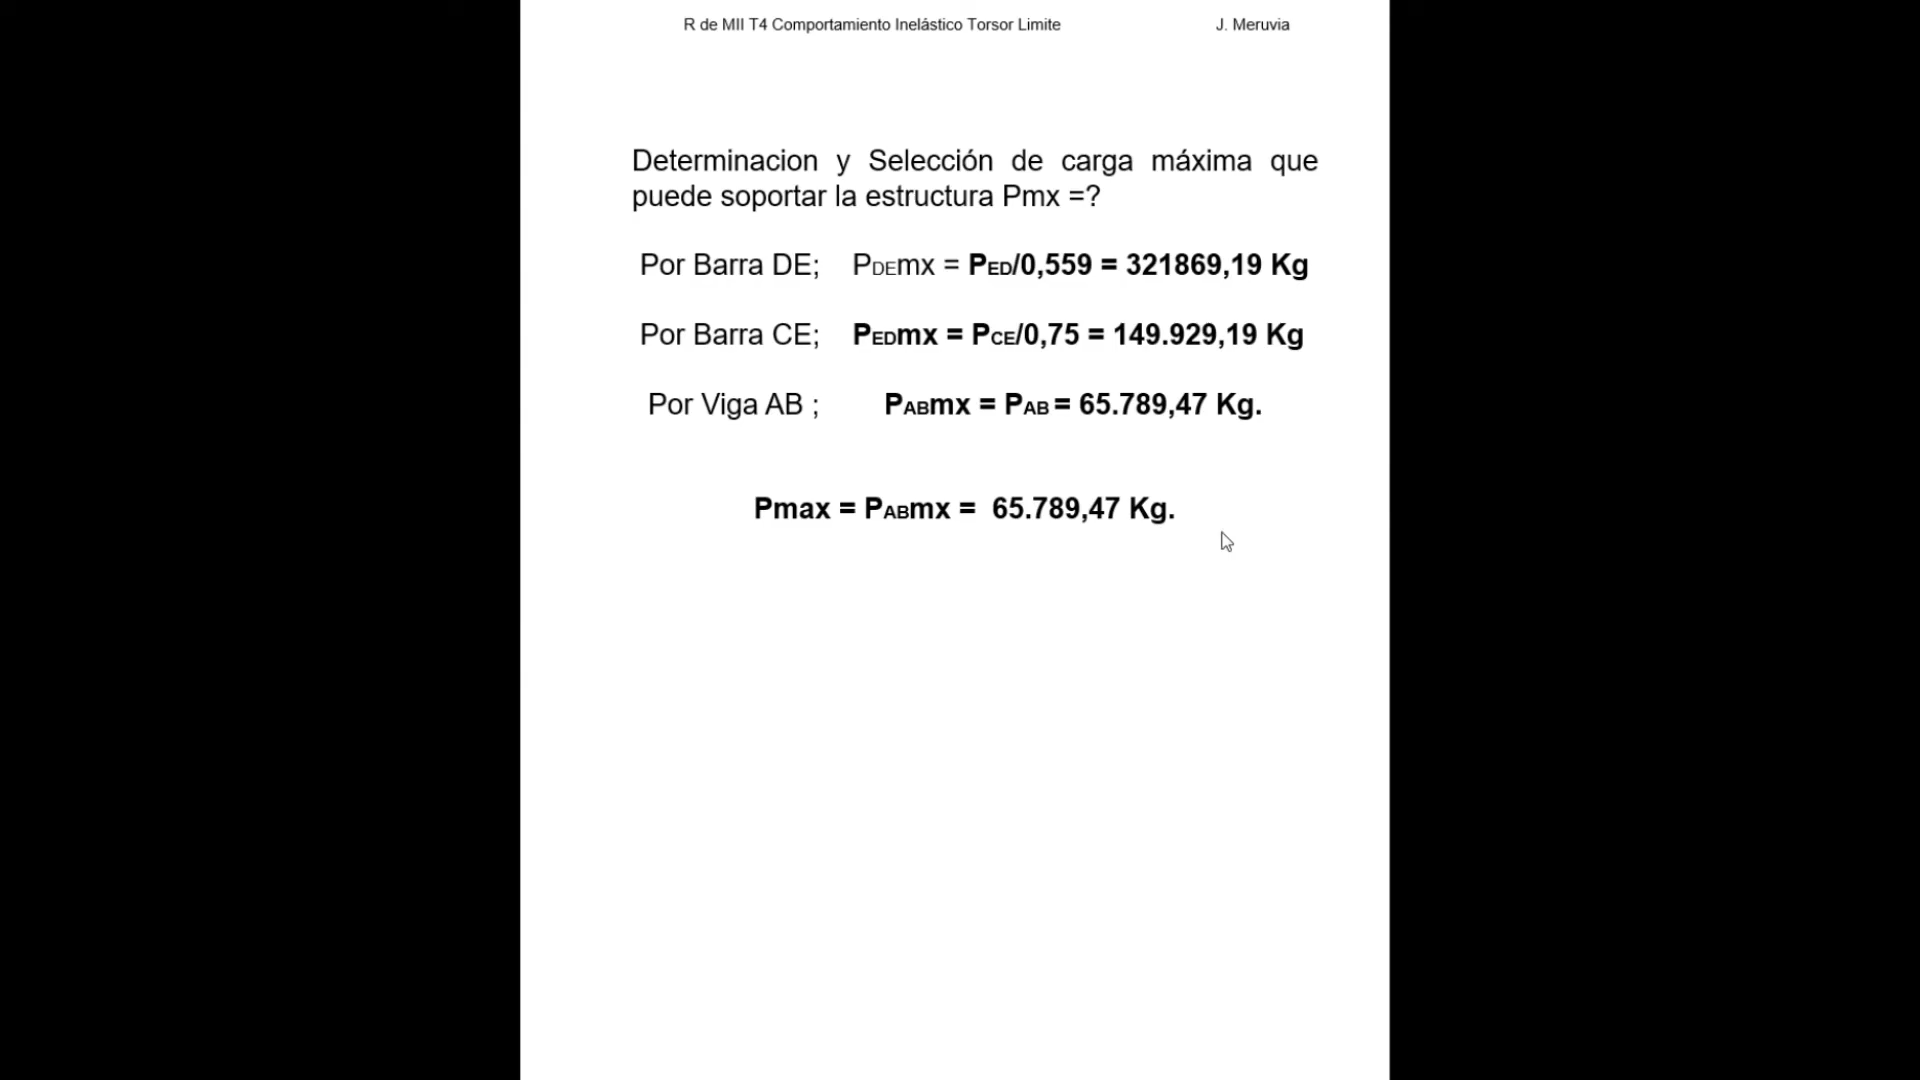 R de MII T4 Comportamiento Inelástico Torsor Limite J. Meruvia
Determinacion y Selección de carga máxima que
puede soportar la estructura Pmx =?
Por Barra DE; PDEmx = PED/0,559 = 321869,19 Kg
Por Barra CE; PEDmx = PCE/0,75 = 149.929,19 Kg
Por Viga AB ; PABmx = PAB = 65.789,47 Kg.
Pmax = PABmx = 65.789,47 Kg.